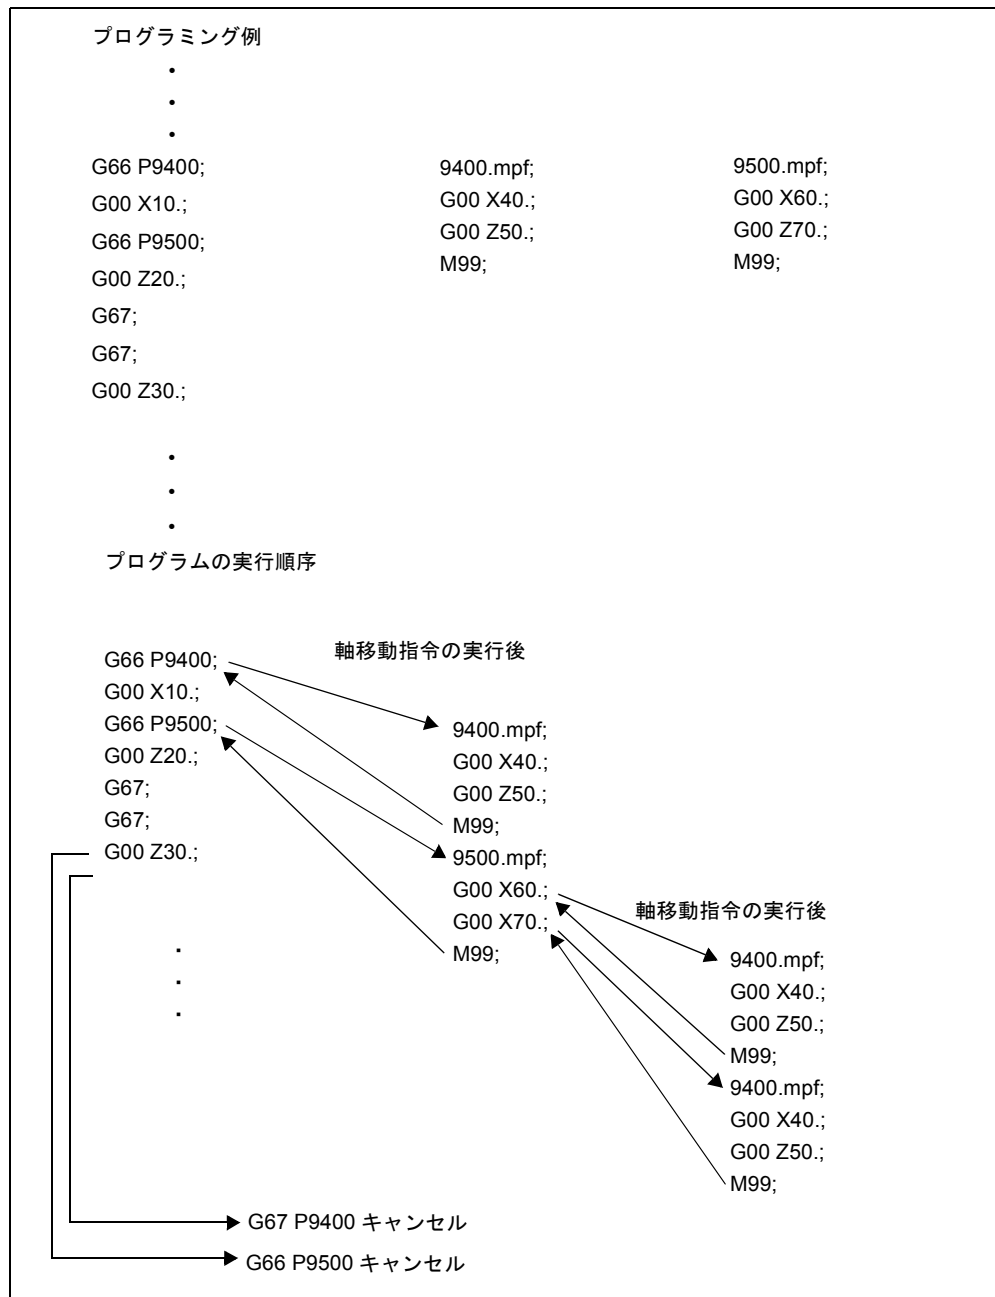 プログラミング例
・
・
・
G66 P9400;
G00 X10.;
G66 P9500;
G00 Z20.;
G67;
G67;
G00 Z30.;
9400.mpf;
G00 X40.;
G00 Z50.;
M99;
9500.mpf;
G00 X60.;
G00 Z70.;
M99;
・
・
・
プログラムの実行順序
G66 P9400;
G00 X10.;
G66 P9500;
G00 Z20.;
G67;
G67;
G00 Z30.;
・
・
・
軸移動指令の実行後
9400.mpf;
G00 X40.;
G00 Z50.;
M99;
9500.mpf;
G00 X60.;
G00 X70.;
M99;
軸移動指令の実行後
9400.mpf;
G00 X40.;
G00 Z50.;
M99;
9400.mpf;
G00 X40.;
G00 Z50.;
M99;
G67 P9400 キャンセル
G66 P9500 キャンセル